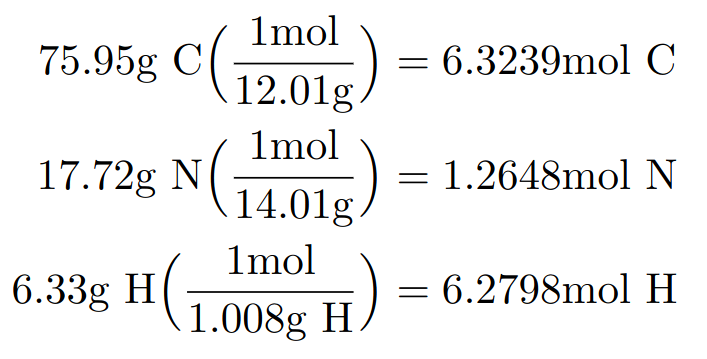 75.95g C(1mol/12.01g.) = 6.3239mol C
17.72g N(1mol/14.01g.) = 1.2648mol N
6.33g H(1mol/1.008g H.) = 6.2798mol H